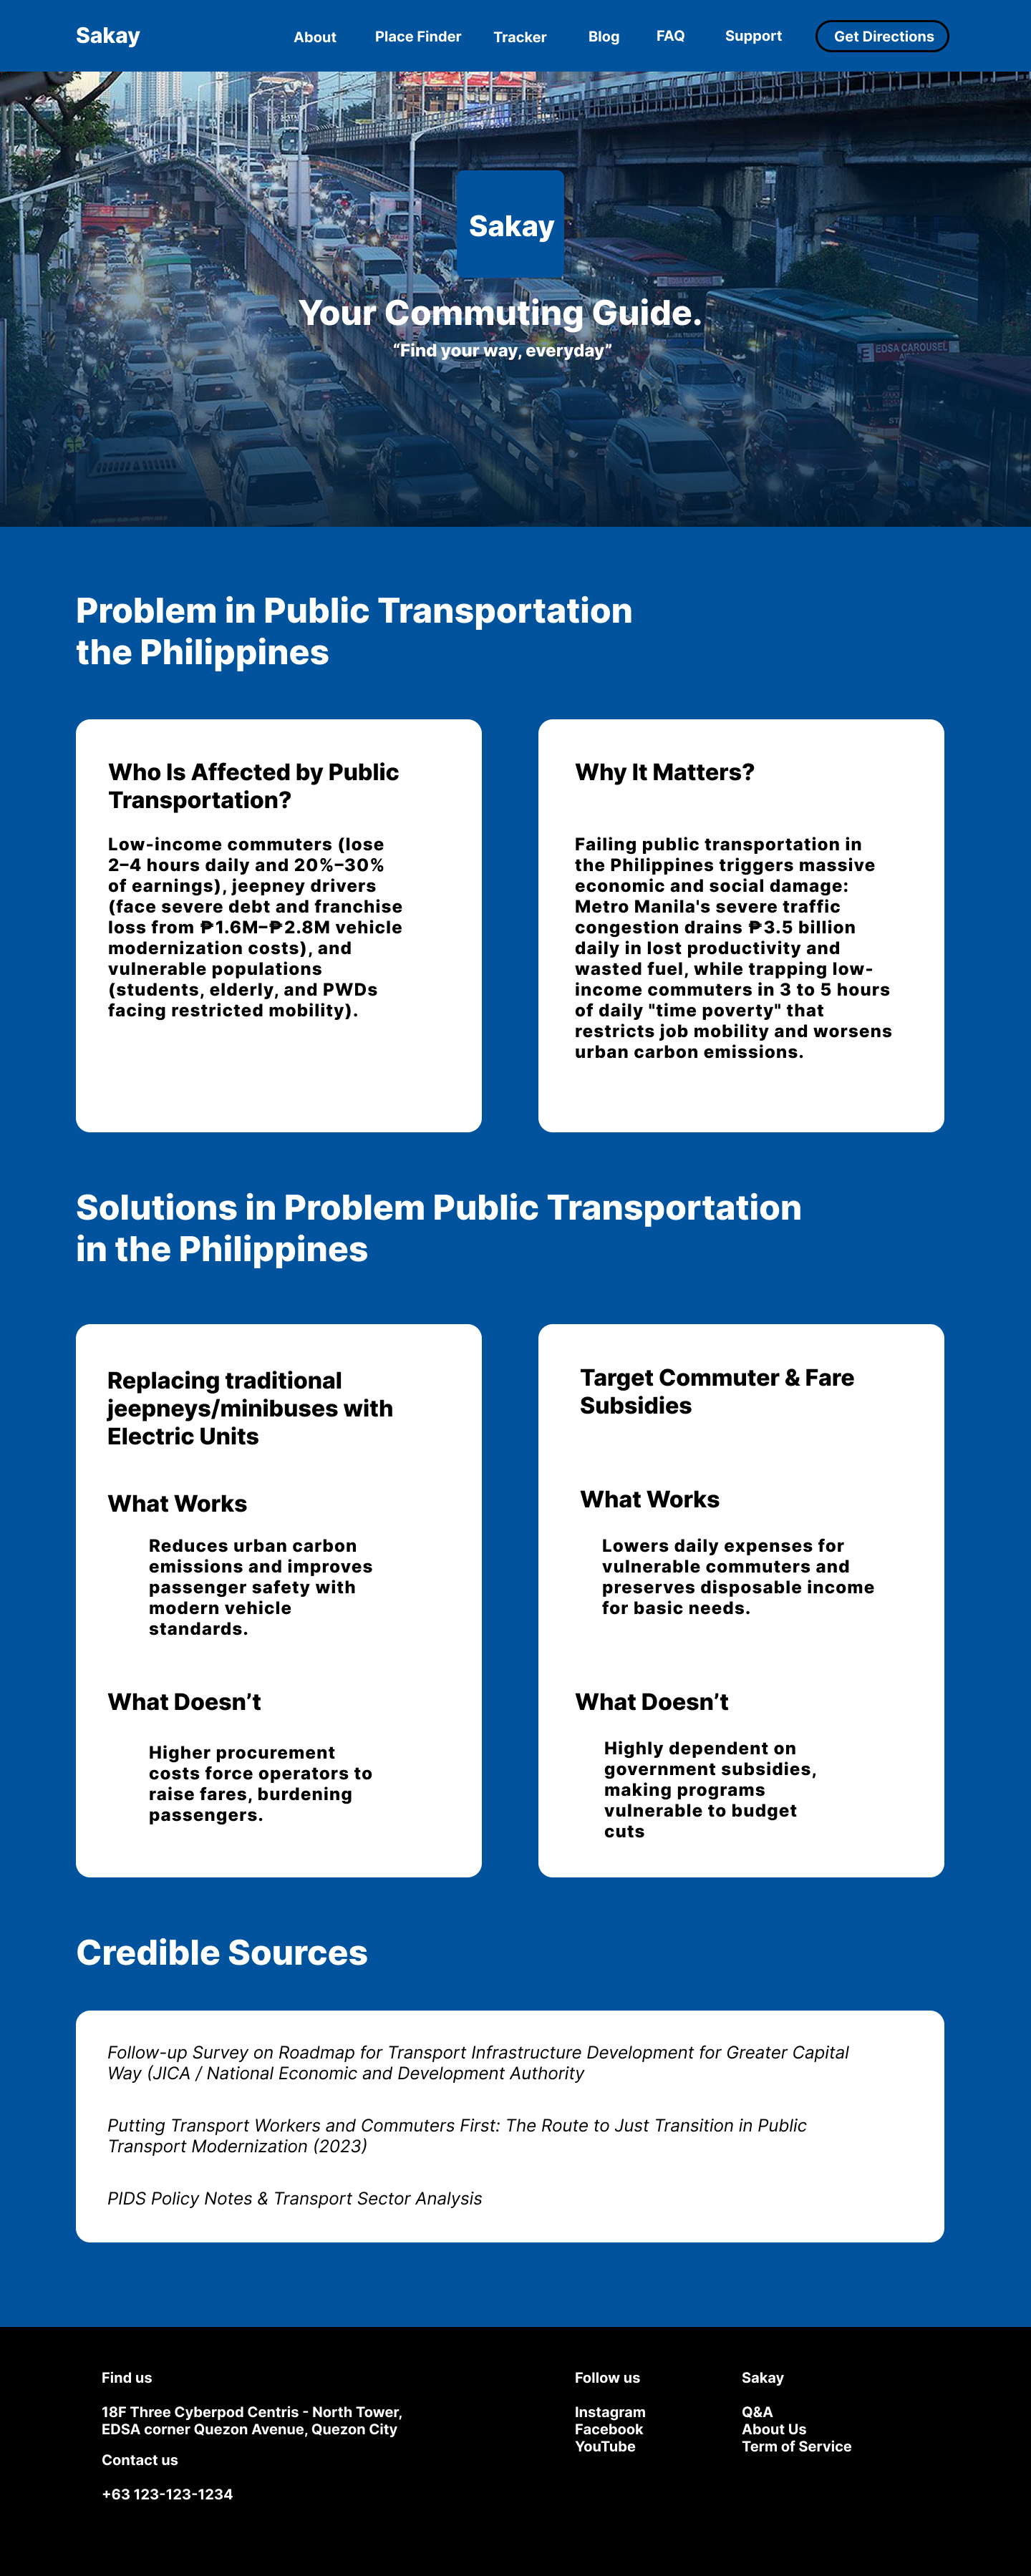 Sakay
About
Place Finder
Tracker
Blog
FAQ
Support
Get Directions
Sakay
Your Commuting Guide.
“Find your way, everyday”
EDSA CAROUSEL
Problem in Public Transportation
the Philippines
Who Is Affected by Public
Transportation?
Low-income commuters (lose
2–4 hours daily and 20%–30%
of earnings), jeepney drivers
(face severe debt and franchise
loss from ₱1.6M–₱2.8M vehicle
modernization costs), and
vulnerable populations
(students, elderly, and PWDs
facing restricted mobility).
Why It Matters?
Failing public transportation in
the Philippines triggers massive
economic and social damage:
Metro Manila's severe traffic
congestion drains ₱3.5 billion
daily in lost productivity and
wasted fuel, while trapping low-
income commuters in 3 to 5 hours
of daily "time poverty" that
restricts job mobility and worsens
urban carbon emissions.
Solutions in Problem Public Transportation
in the Philippines
Replacing traditional
jeepneys/minibuses with
Electric Units
What Works
Reduces urban carbon
emissions and improves
passenger safety with
modern vehicle
standards.
What Doesn’t
Higher procurement
costs force operators to
raise fares, burdening
passengers.
Target Commuter & Fare
Subsidies
What Works
Lowers daily expenses for
vulnerable commuters and
preserves disposable income
for basic needs.
What Doesn’t
Highly dependent on
government subsidies,
making programs
vulnerable to budget
cuts
Credible Sources
Follow-up Survey on Roadmap for Transport Infrastructure Development for Greater Capital
Way (JICA / National Economic and Development Authority
Putting Transport Workers and Commuters First: The Route to Just Transition in Public
Transport Modernization (2023)
PIDS Policy Notes & Transport Sector Analysis
Find us
18F Three Cyberpod Centris - North Tower,
EDSA corner Quezon Avenue, Quezon City
Contact us
+63 123-123-1234
Follow us
Instagram
Facebook
YouTube
Sakay
Q&A
About Us
Term of Service